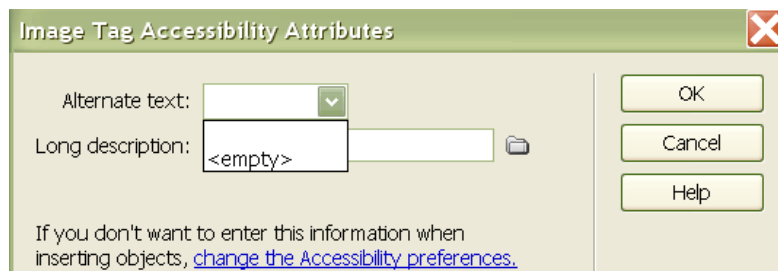 Image Tag Accessibility Attributes
Alternate text:
OK
Long description:
<empty>
Cancel
Help
If you don't want to enter this information when
inserting objects, change the Accessibility preferences.